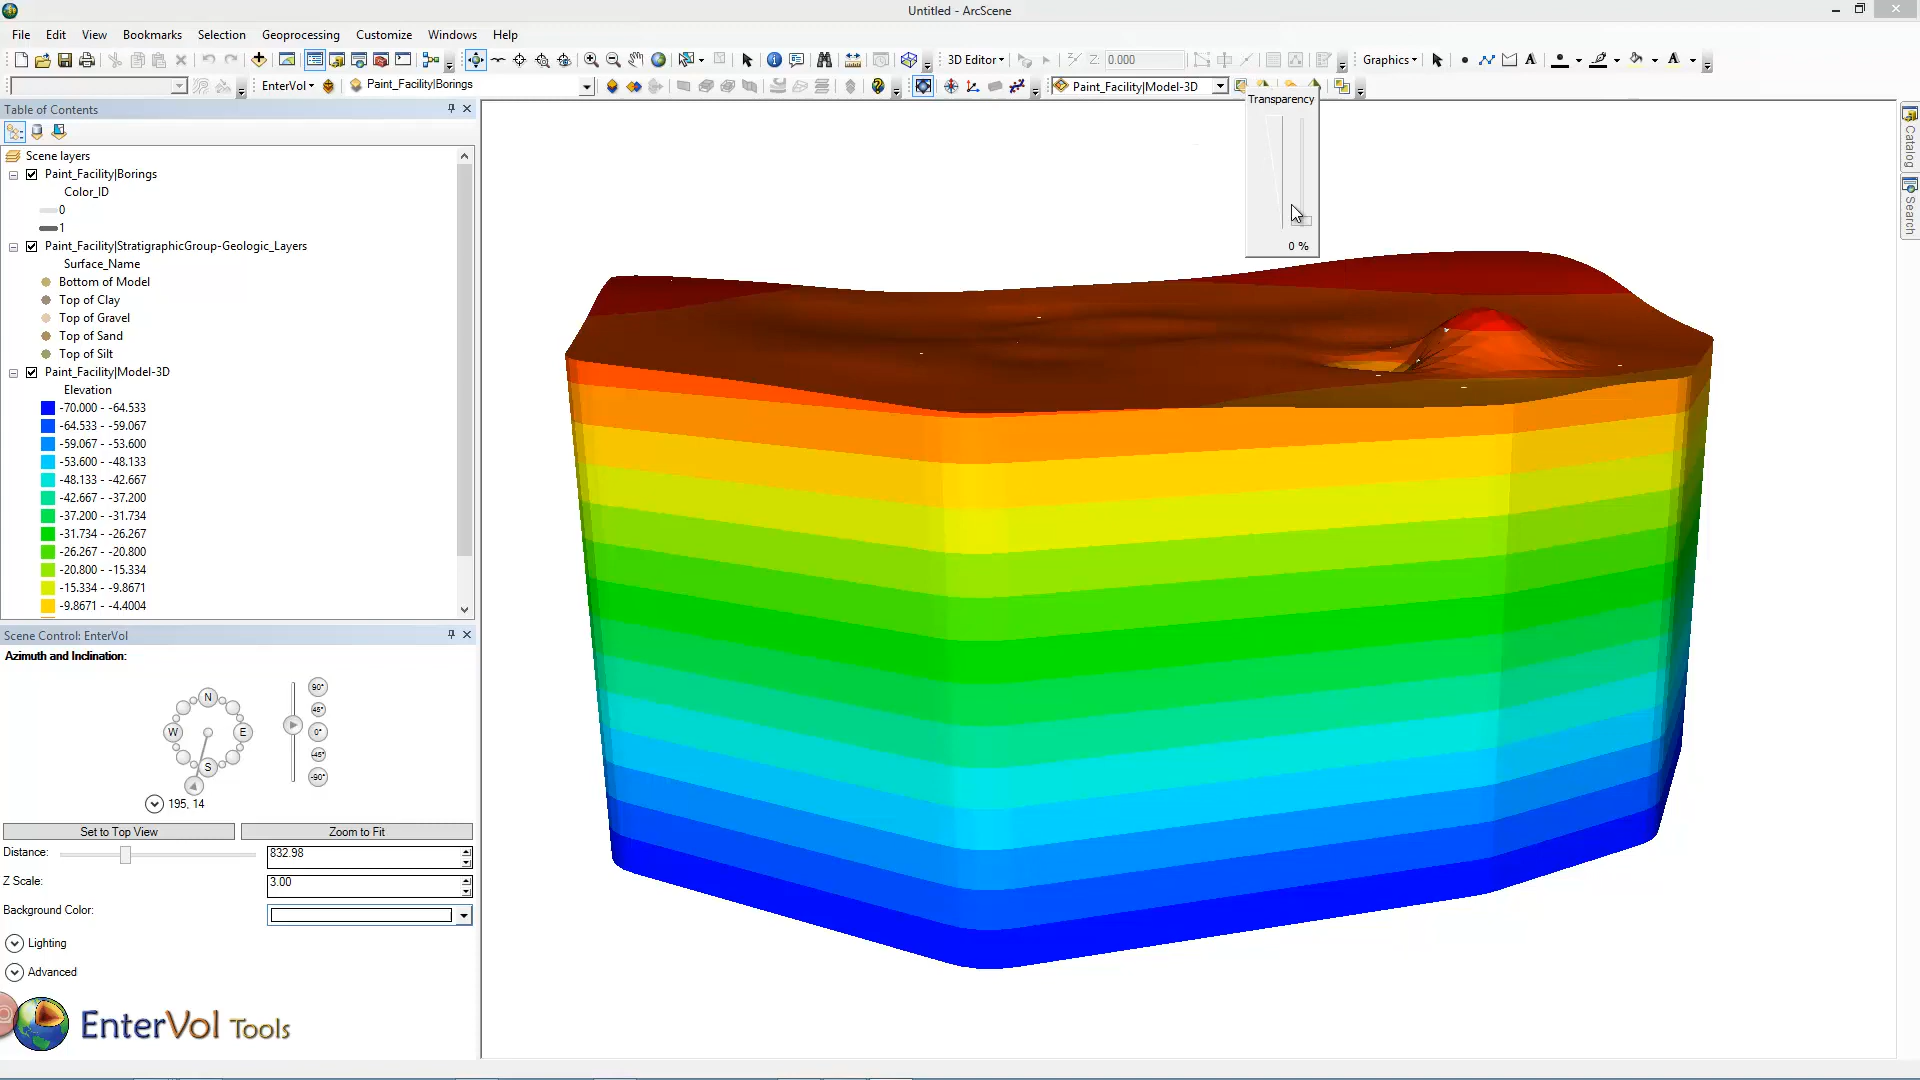 Untitled - ArcScene
File Edit View Bookmarks Selection Geoprocessing Customize Windows Help
3D Editor Z: 0.000 Graphics A A
EnterVol Paint_Facility|Borings Paint_Facility|Model-3D
Table of Contents
Transparency
0 %
Catalog
Search
Scene layers
Paint_Facility|Borings
Color_ID
0
1
Paint_Facility|StratigraphicGroup-Geologic_Layers
Surface_Name
Bottom of Model
Top of Clay
Top of Gravel
Top of Sand
Top of Silt
Paint_Facility|Model-3D
Elevation
-70.000 - -64.533
-64.533 - -59.067
-59.067 - -53.600
-53.600 - -48.133
-48.133 - -42.667
-42.667 - -37.200
-37.200 - -31.734
-31.734 - -26.267
-26.267 - -20.800
-20.800 - -15.334
-15.334 - -9.8671
-9.8671 - -4.4004
Scene Control: EnterVol
Azimuth and Inclination:
N
W E
S
90°
45°
0°
-45°
-90°
195, 14
Set to Top View Zoom to Fit
Distance: 832.98
Z Scale: 3.00
Background Color:
Lighting
Advanced
EnterVol Tools